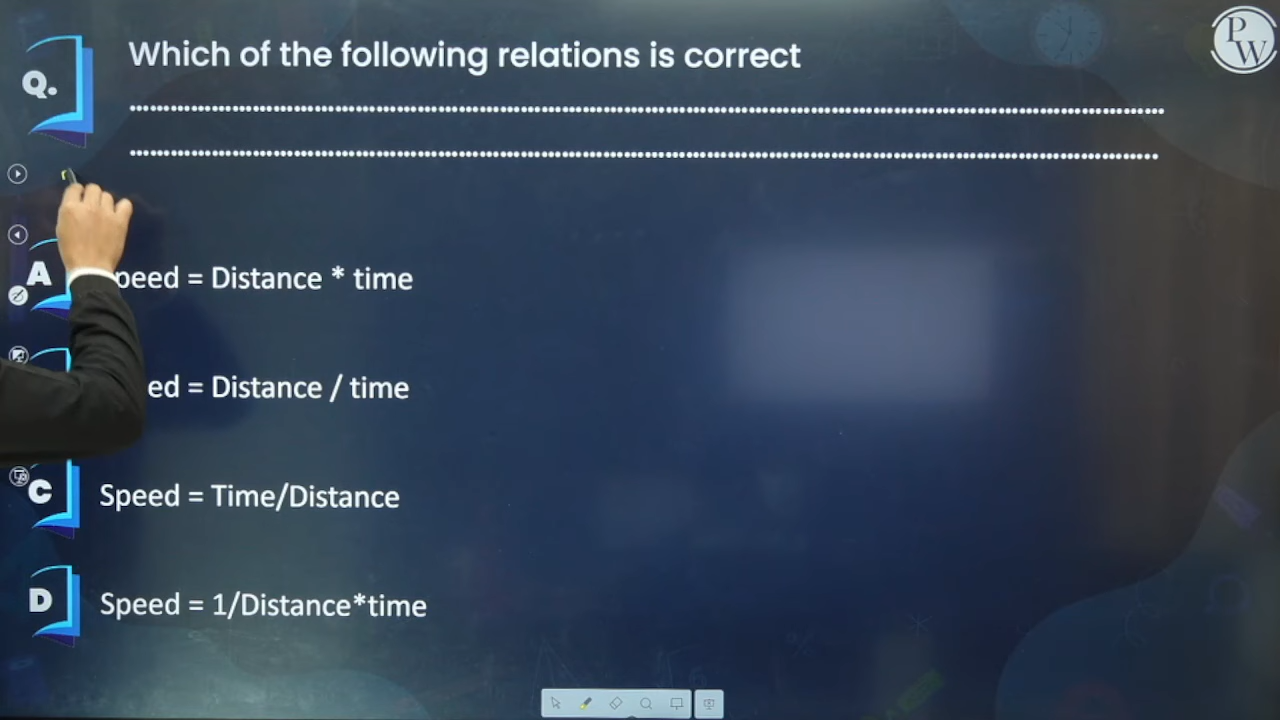 PW
Q.
Which of the following relations is correct
A
peed = Distance * time
ed = Distance / time
C
Speed = Time/Distance
D
Speed = 1/Distance*time